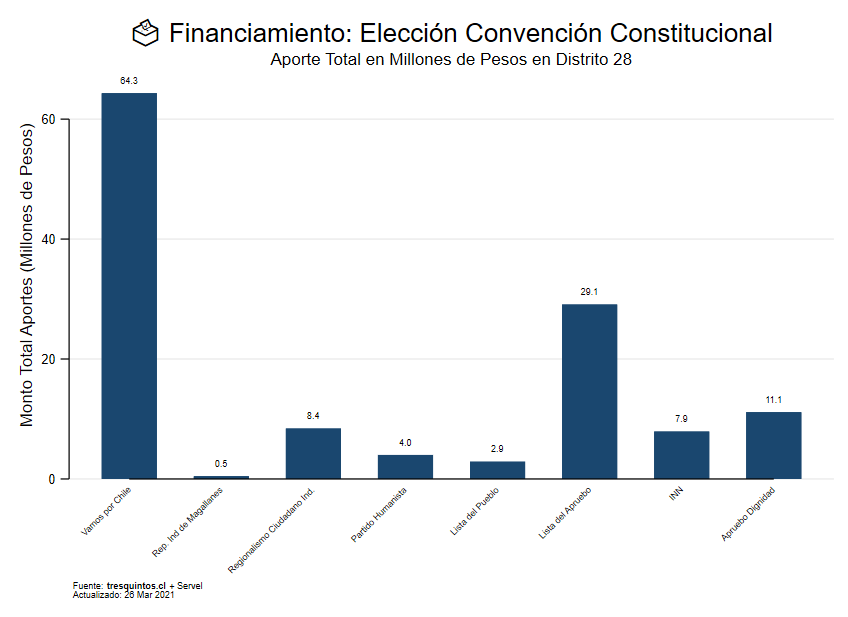 Financiamiento: Elección Convención Constitucional
Aporte Total en Millones de Pesos en Distrito 28
Monto Total Aportes (Millones de Pesos)
60
40
20
0
64.3
0.5
8.4
4.0
2.9
29.1
7.9
11.1
Vamos por Chile
Rep. Ind de Magallanes
Regionalismo Ciudadano Ind.
Partido Humanista
Lista del Pueblo
Lista del Apruebo
INN
Apruebo Dignidad
Fuente: tresquintos.cl + Servel
Actualizado: 26 Mar 2021